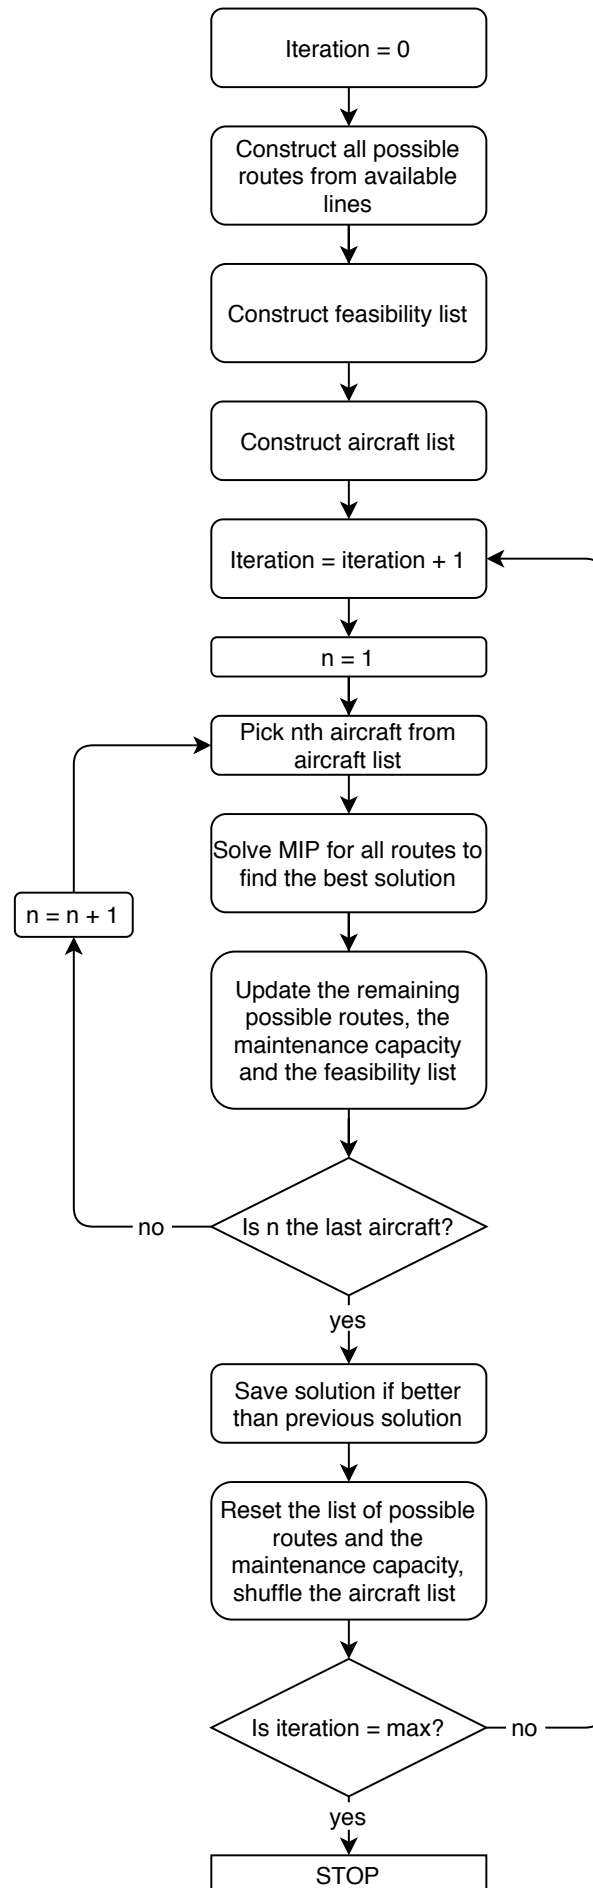 Iteration = 0
Construct all possible
routes from available
lines
Construct feasibility list
Construct aircraft list
Iteration = iteration + 1
n = 1
Pick nth aircraft from
aircraft list
Solve MIP for all routes to
find the best solution
n = n + 1
Update the remaining
possible routes, the
maintenance capacity
and the feasibility list
Is n the last aircraft?
no
yes
Save solution if better
than previous solution
Reset the list of possible
routes and the
maintenance capacity,
shuffle the aircraft list
Is iteration = max?
no
yes
STOP